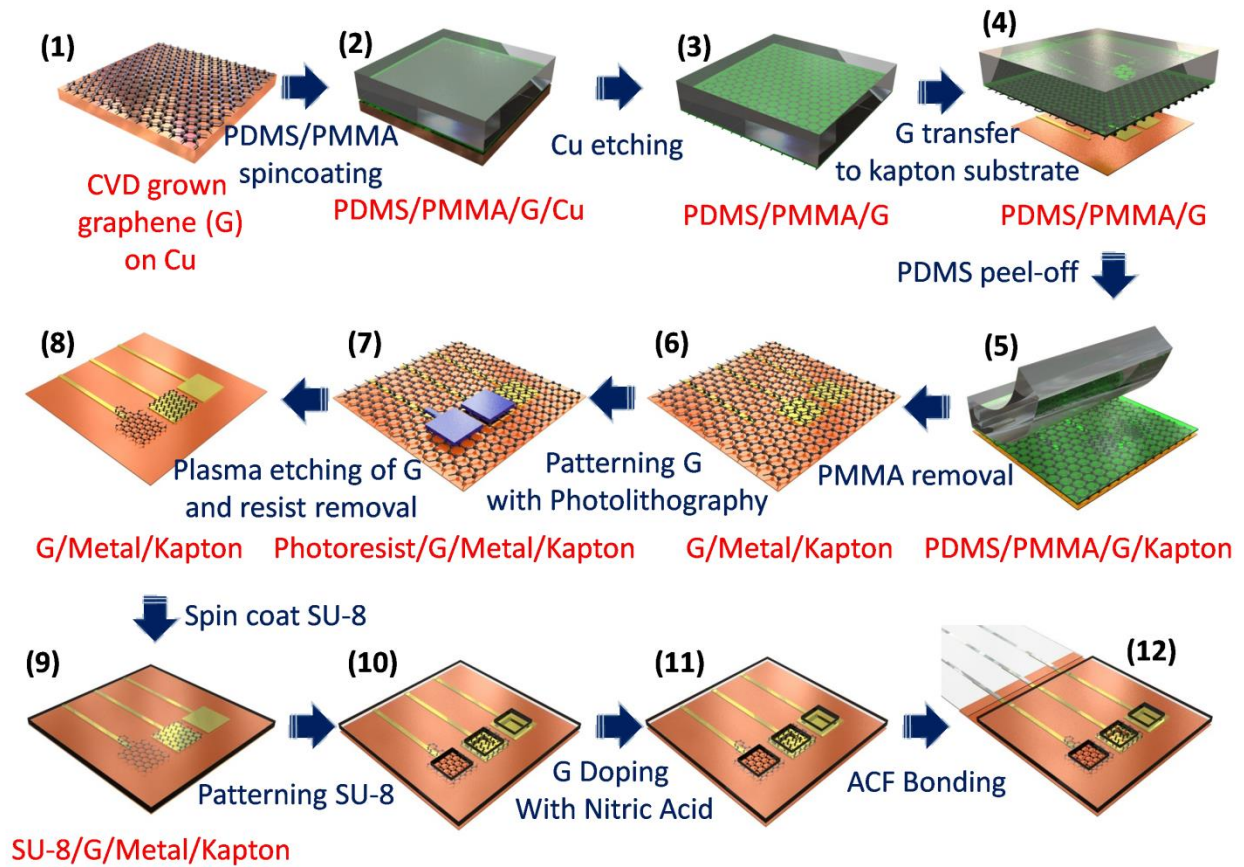 (1)
(2)
(3)
(4)
PDMS/PMMA
spincoating
Cu etching
G transfer
to kapton substrate
CVD grown
graphene (G)
on Cu
PDMS/PMMA/G/Cu
PDMS/PMMA/G
PDMS/PMMA/G
PDMS peel-off
(8)
(7)
(6)
(5)
Plasma etching of G
and resist removal
Patterning G
with Photolithography
PMMA removal
G/Metal/Kapton
Photoresist/G/Metal/Kapton
G/Metal/Kapton
PDMS/PMMA/G/Kapton
Spin coat SU-8
(9)
(10)
(11)
(12)
Patterning SU-8
G Doping
With Nitric Acid
ACF Bonding
SU-8/G/Metal/Kapton